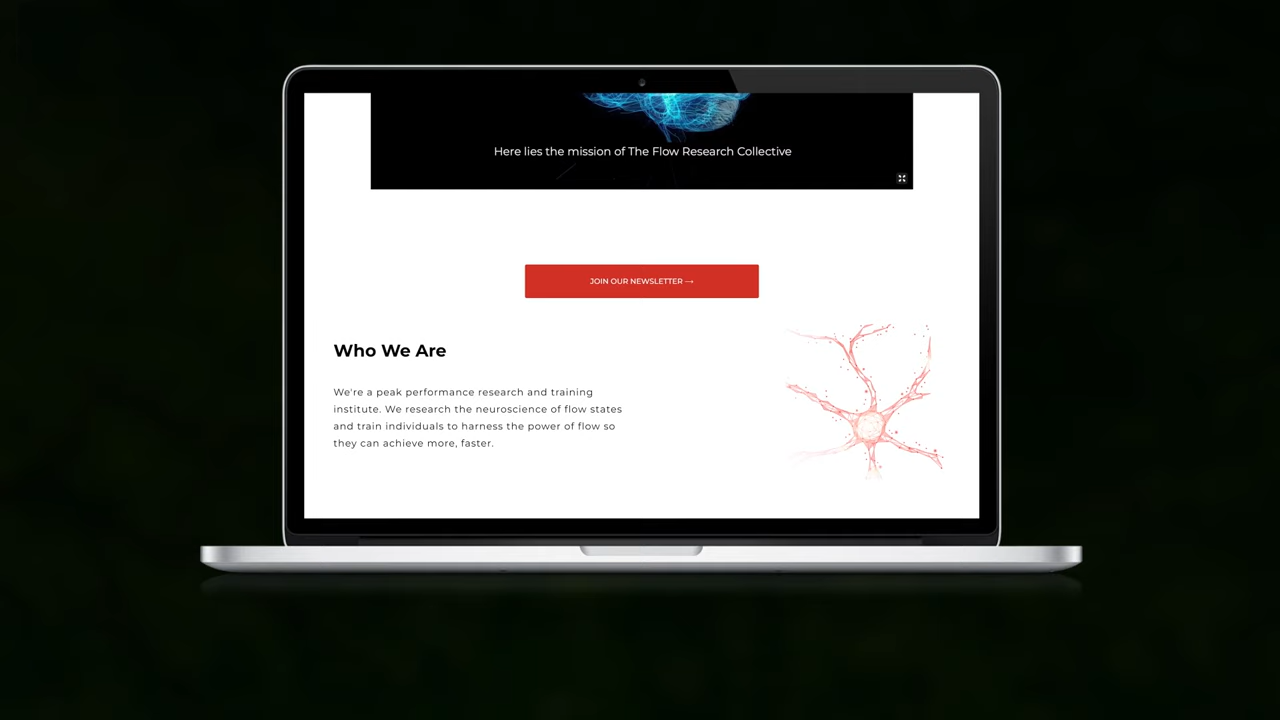 Here lies the mission of The Flow Research Collective
JOIN OUR NEWSLETTER →
Who We Are
We're a peak performance research and training
institute. We research the neuroscience of flow states
and train individuals to harness the power of flow so
they can achieve more, faster.